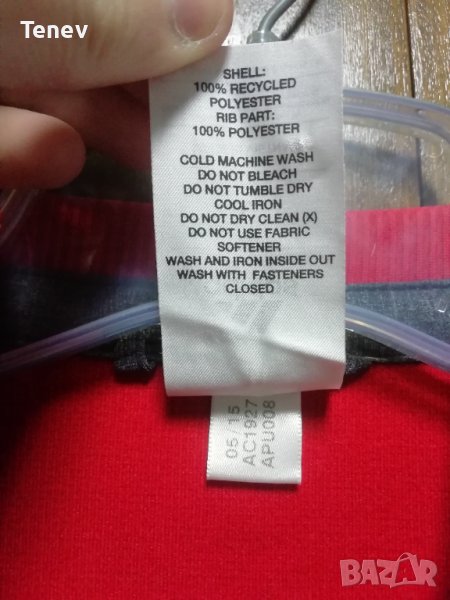 Tenev
SHELL:
100% RECYCLED
POLYESTER
RIB PART:
100% POLYESTER
COLD MACHINE WASH
DO NOT BLEACH
DO NOT TUMBLE DRY
COOL IRON
DO NOT DRY CLEAN (X)
DO NOT USE FABRIC
SOFTENER
WASH AND IRON INSIDE OUT
WASH WITH FASTENERS
CLOSED
05/15
AC1927
APU008
BAZAR